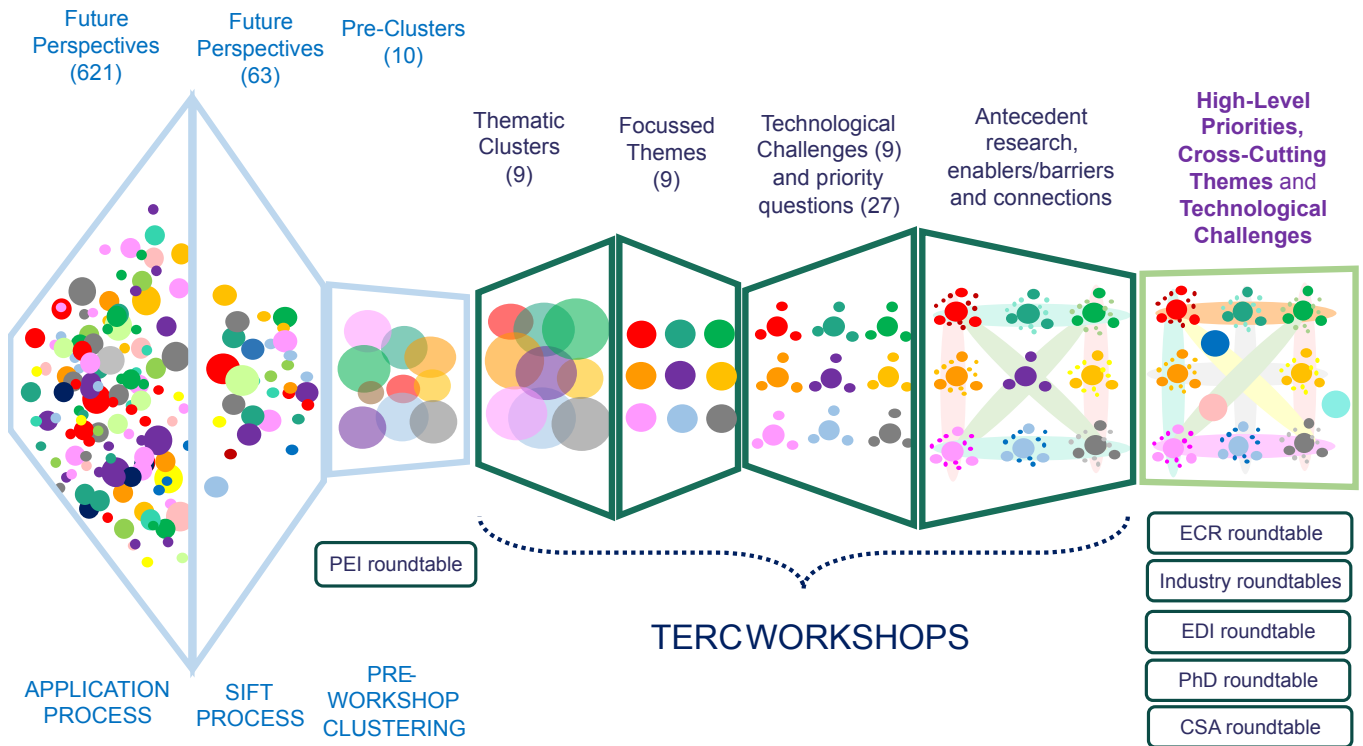 Future
Perspectives
(621)
Future
Perspectives
(63)
Pre-Clusters
(10)
Thematic
Clusters
(9)
Focussed
Themes
(9)
Technological
Challenges (9)
and priority
questions (27)
Antecedent
research,
enablers/barriers
and connections
High-Level
Priorities,
Cross-Cutting
Themes and
Technological
Challenges
PEI roundtable
ECR roundtable
Industry roundtables
EDI roundtable
PhD roundtable
CSA roundtable
TERCWORKSHOPS
APPLICATION
PROCESS
SIFT
PROCESS
PRE-
WORKSHOP
CLUSTERING